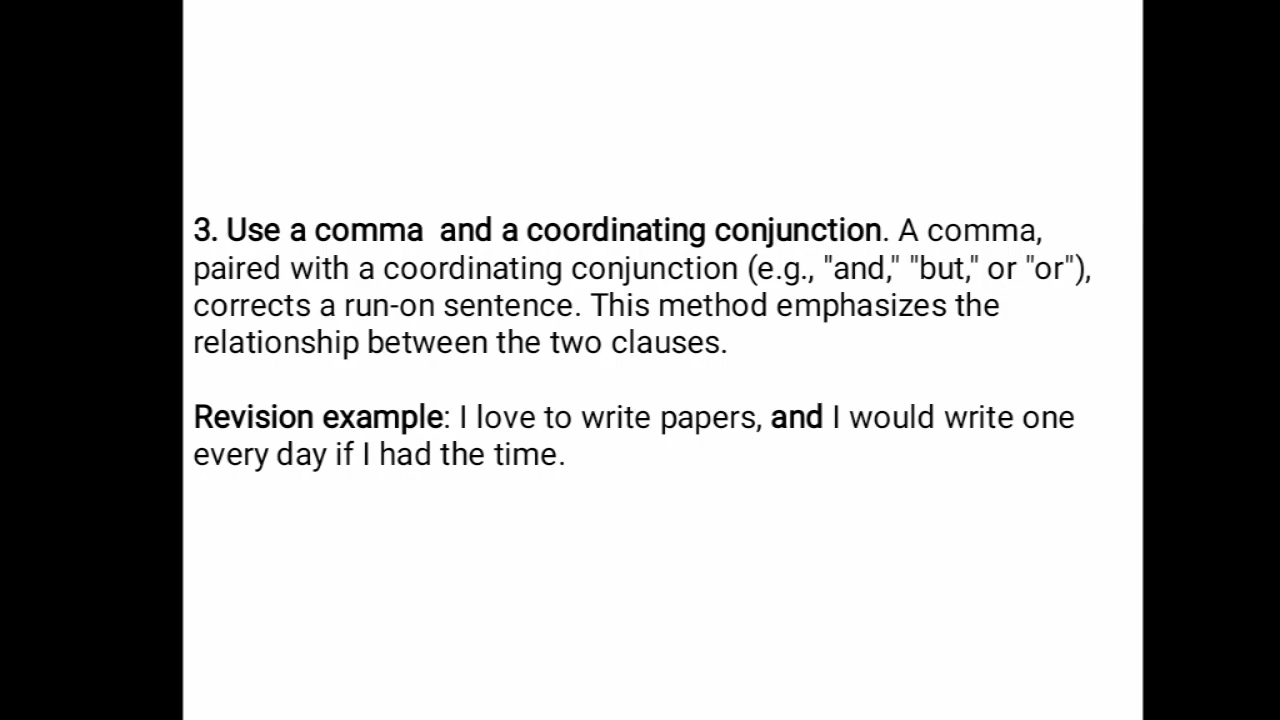 3. Use a comma  and a coordinating conjunction. A comma,
paired with a coordinating conjunction (e.g., "and," "but," or "or"),
corrects a run-on sentence. This method emphasizes the
relationship between the two clauses.
Revision example: I love to write papers, and I would write one
every day if I had the time.